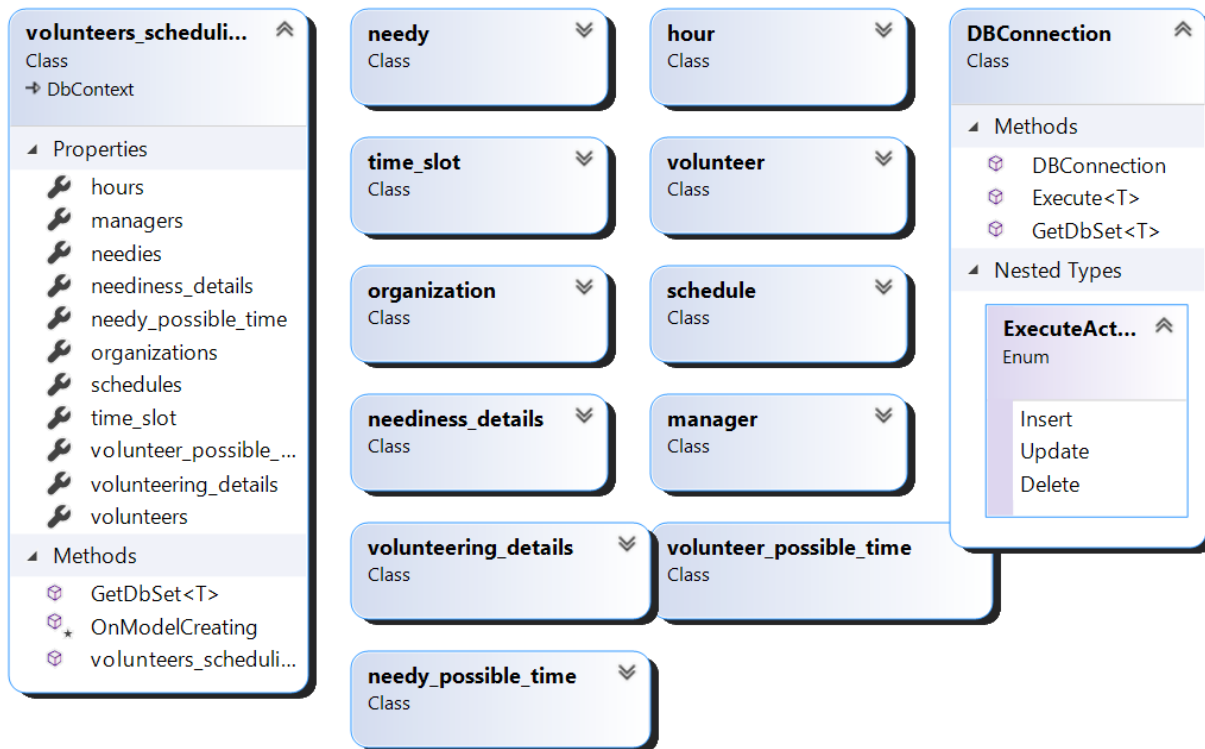 volunteers_scheduli...
Class
DbContext
Properties
hours
managers
needies
neediness_details
needy_possible_time
organizations
schedules
time_slot
volunteer_possible_...
volunteering_details
volunteers
Methods
GetDbSet<T>
OnModelCreating
volunteers_scheduli...
needy
Class
hour
Class
time_slot
Class
volunteer
Class
organization
Class
schedule
Class
neediness_details
Class
manager
Class
volunteering_details
Class
volunteer_possible_time
Class
needy_possible_time
Class
DBConnection
Class
Methods
DBConnection
Execute<T>
GetDbSet<T>
Nested Types
ExecuteAct...
Enum
Insert
Update
Delete